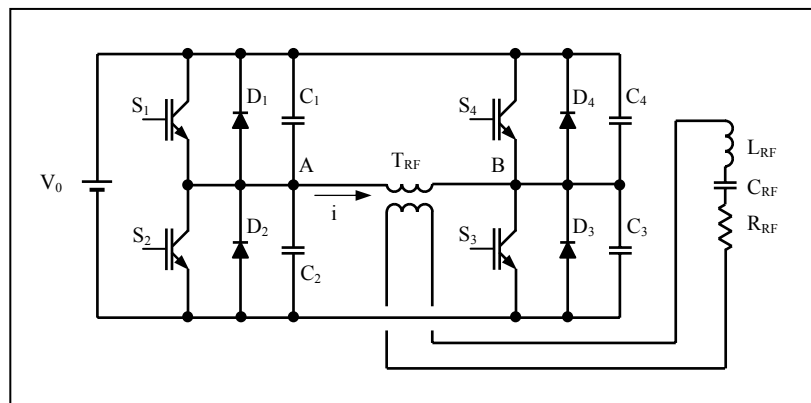 S1 D1 C1 S4 D4 C4
A TRF B LRF
V0 CRF
i RRF
S2 D2 C2 S3 D3 C3